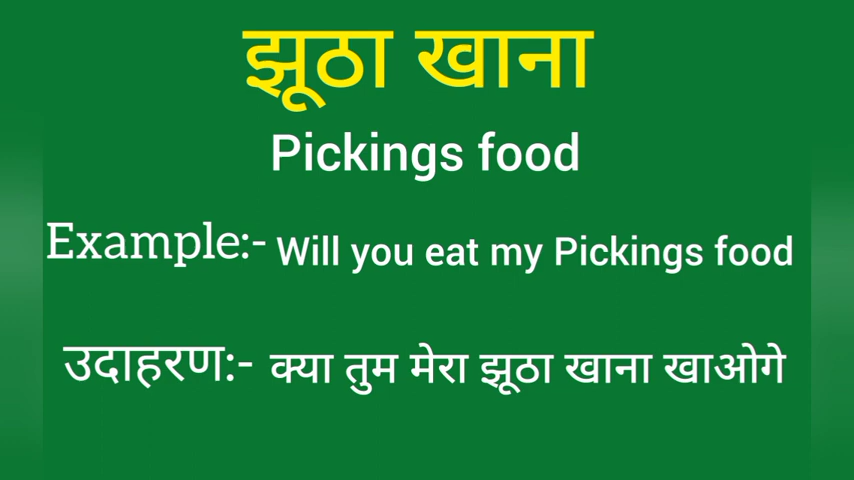 झूठा खाना
Pickings food
Example:- Will you eat my Pickings food
उदाहरण:- क्या तुम मेरा झूठा खाना खाओगे